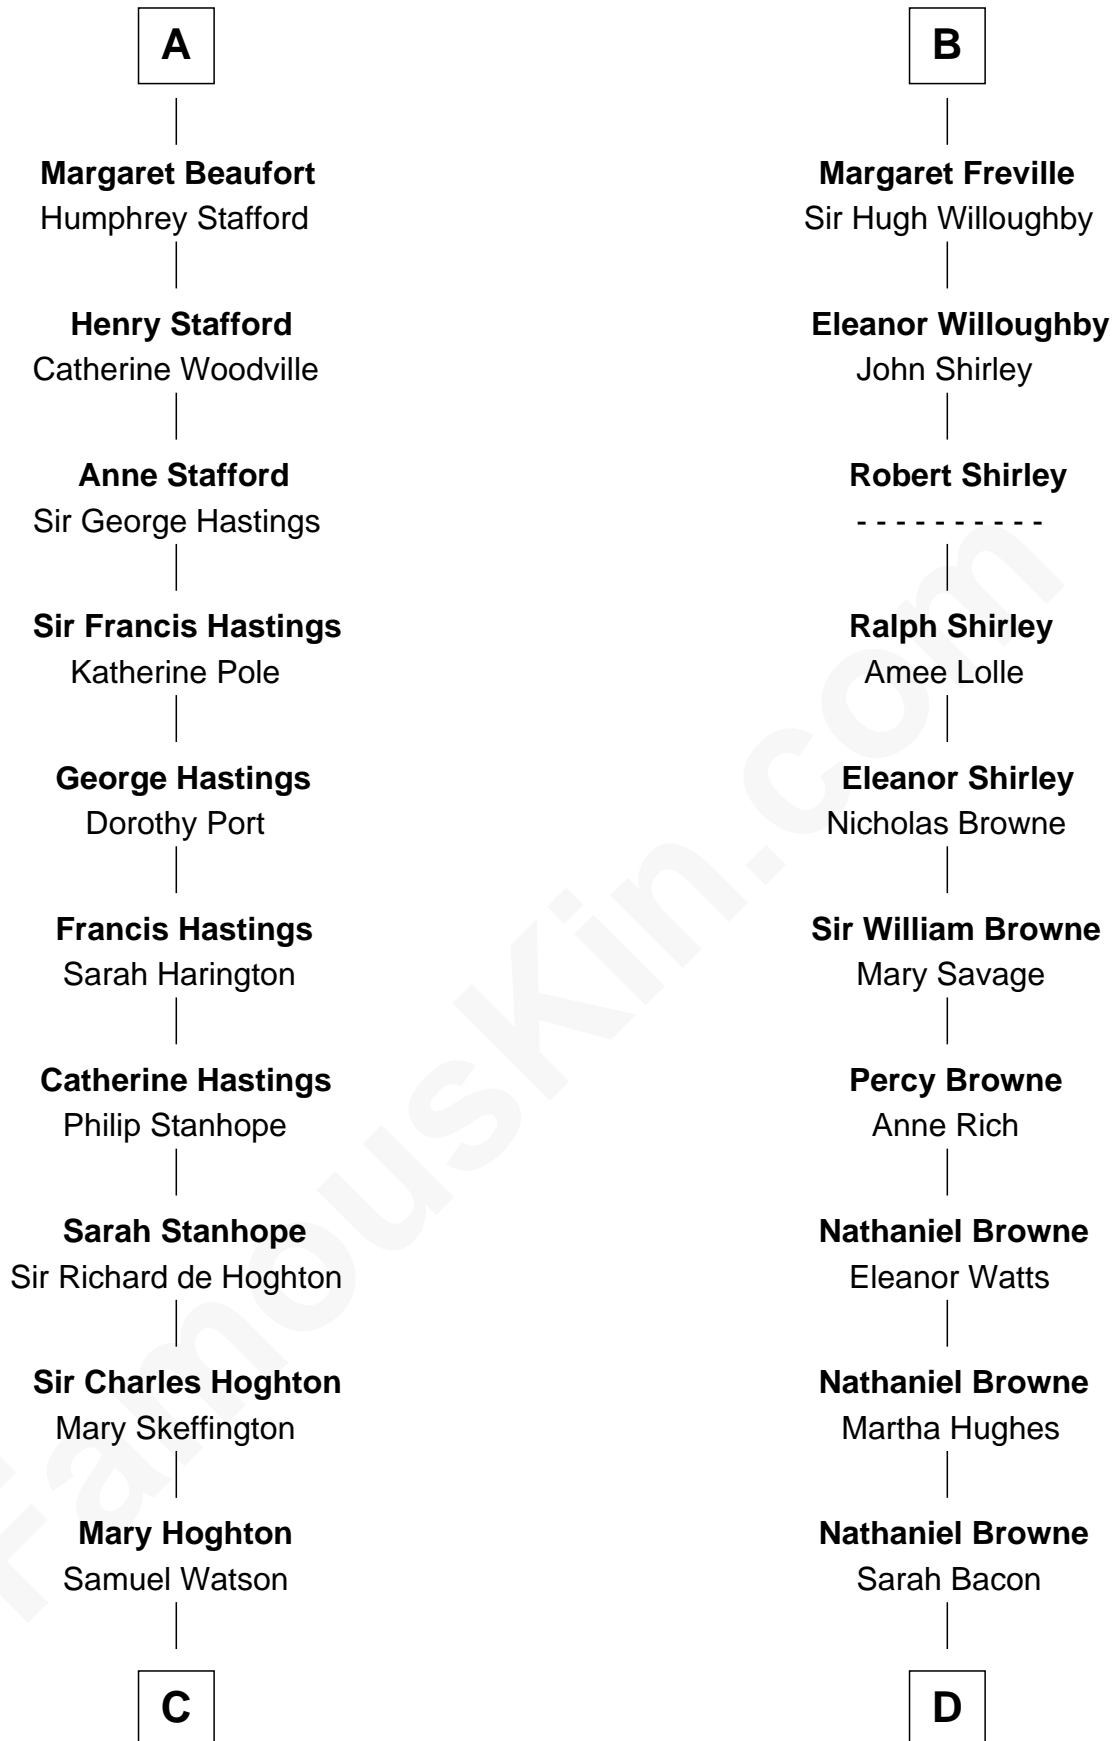 A
Margaret Beaufort
Humphrey Stafford
Henry Stafford
Catherine Woodville
Anne Stafford
Sir George Hastings
Sir Francis Hastings
Katherine Pole
George Hastings
Dorothy Port
Francis Hastings
Sarah Harington
Catherine Hastings
Philip Stanhope
Sarah Stanhope
Sir Richard de Hoghton
Sir Charles Hoghton
Mary Skeffington
Mary Hoghton
Samuel Watson
C
B
Margaret Freville
Sir Hugh Willoughby
Eleanor Willoughby
John Shirley
Robert Shirley
- - - - - - - - - -
Ralph Shirley
Amee Lolle
Eleanor Shirley
Nicholas Browne
Sir William Browne
Mary Savage
Percy Browne
Anne Rich
Nathaniel Browne
Eleanor Watts
Nathaniel Browne
Martha Hughes
Nathaniel Browne
Sarah Bacon
D
FamousKin.com